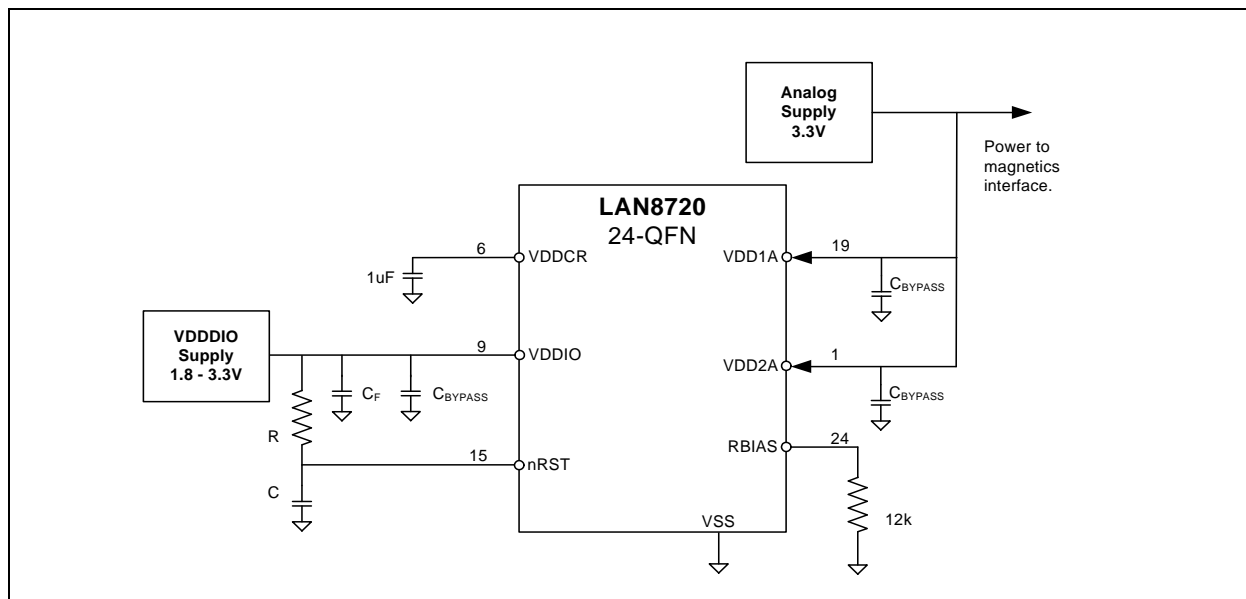 Analog
Supply
3.3V
Power to
magnetics
interface.
LAN8720
24-QFN
6
VDDCR
1uF
VDD1A
19
CBYPASS
VDDDIO
Supply
1.8 - 3.3V
9
VDDIO
CF
CBYPASS
VDD2A
1
CBYPASS
R
15
nRST
C
RBIAS
24
12k
VSS